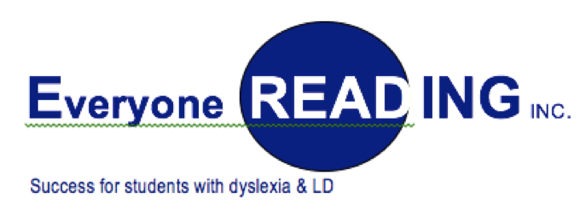 Everyone READING INC.
Success for students with dyslexia & LD